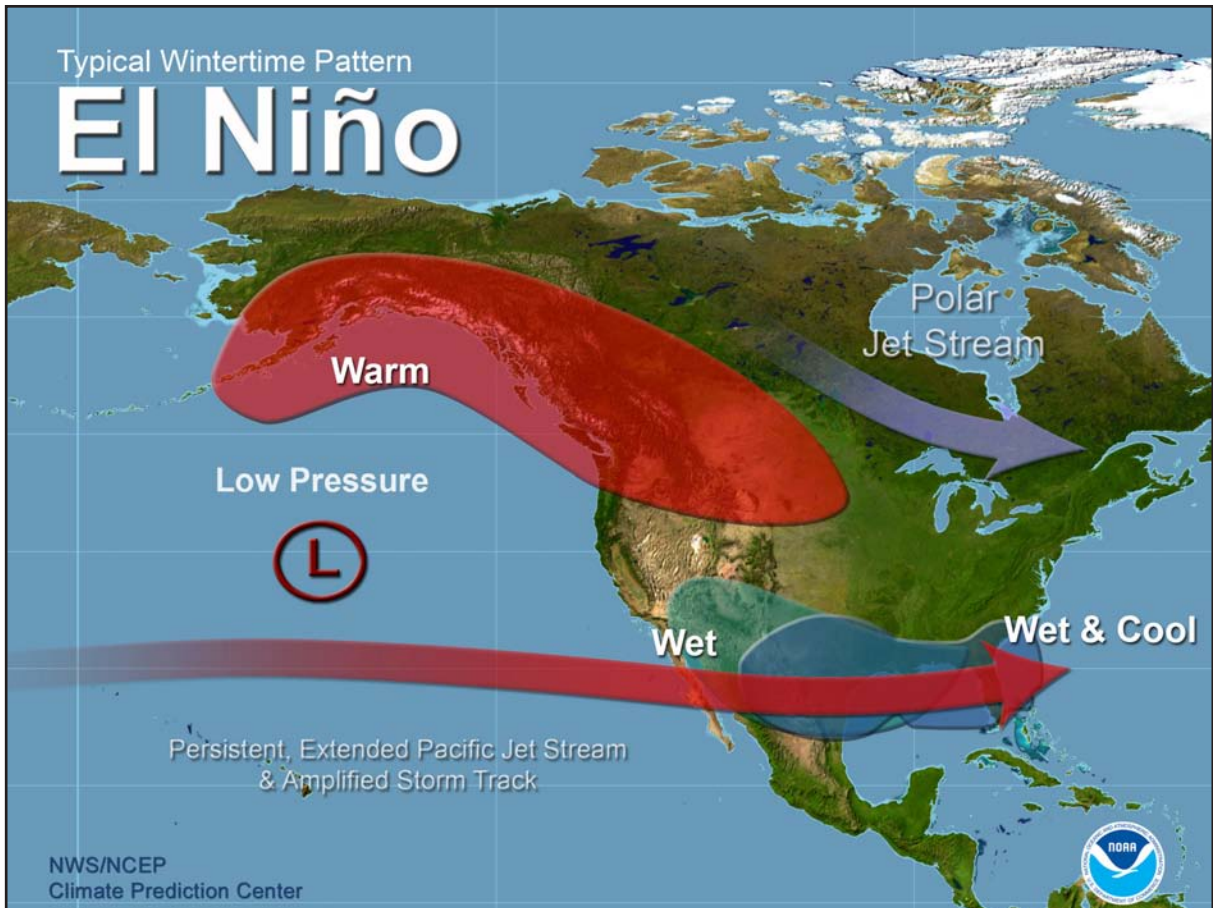 Typical Wintertime Pattern
El Niño
Polar
Jet Stream
Warm
Low Pressure
L
Wet
Wet & Cool
Persistent, Extended Pacific Jet Stream
& Amplified Storm Track
NWS/NCEP
Climate Prediction Center
NOAA